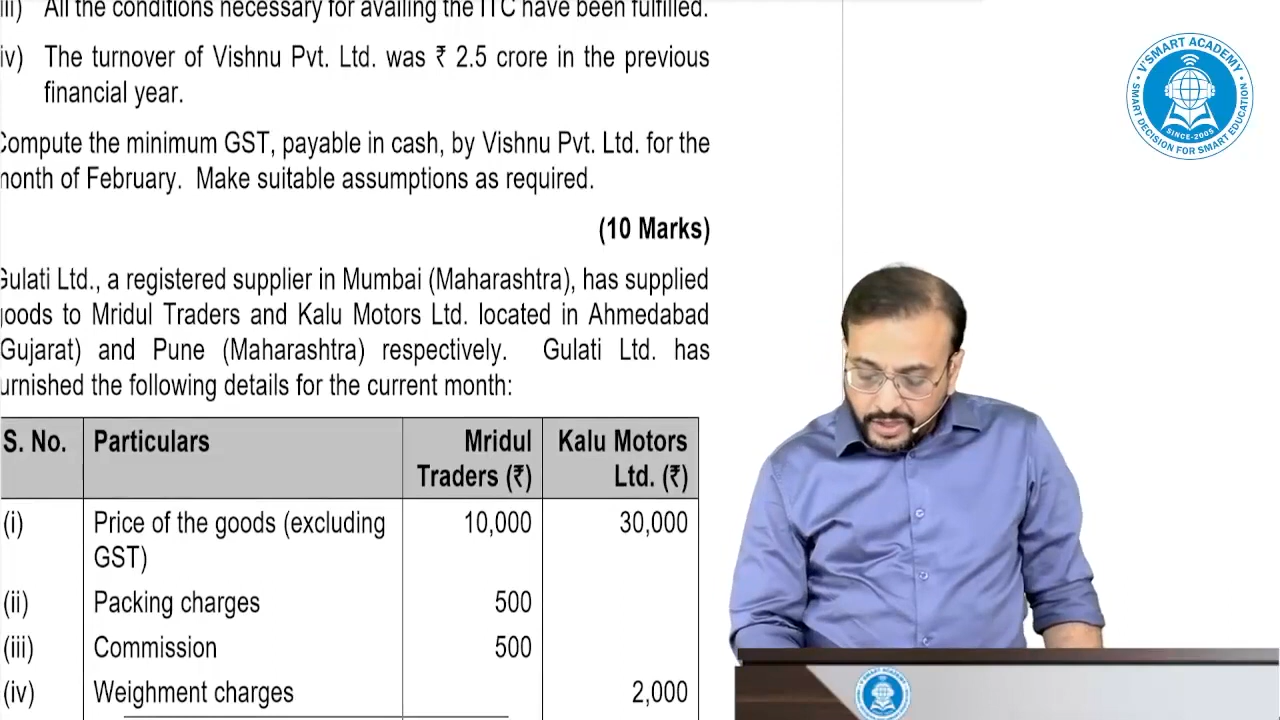 iii) All the conditions necessary for availing the ITC have been fulfilled.
iv) The turnover of Vishnu Pvt. Ltd. was ₹ 2.5 crore in the previous
financial year.
Compute the minimum GST, payable in cash, by Vishnu Pvt. Ltd. for the
month of February. Make suitable assumptions as required.
(10 Marks)
Gulati Ltd., a registered supplier in Mumbai (Maharashtra), has supplied
goods to Mridul Traders and Kalu Motors Ltd. located in Ahmedabad
(Gujarat) and Pune (Maharashtra) respectively. Gulati Ltd. has
furnished the following details for the current month:
S. No. Particulars Mridul Traders (₹) Kalu Motors Ltd. (₹)
(i) Price of the goods (excluding GST) 10,000 30,000
(ii) Packing charges 500
(iii) Commission 500
(iv) Weighment charges 2,000
V'SMART ACADEMY
SMART DECISION FOR SMART EDUCATION
SINCE-2005